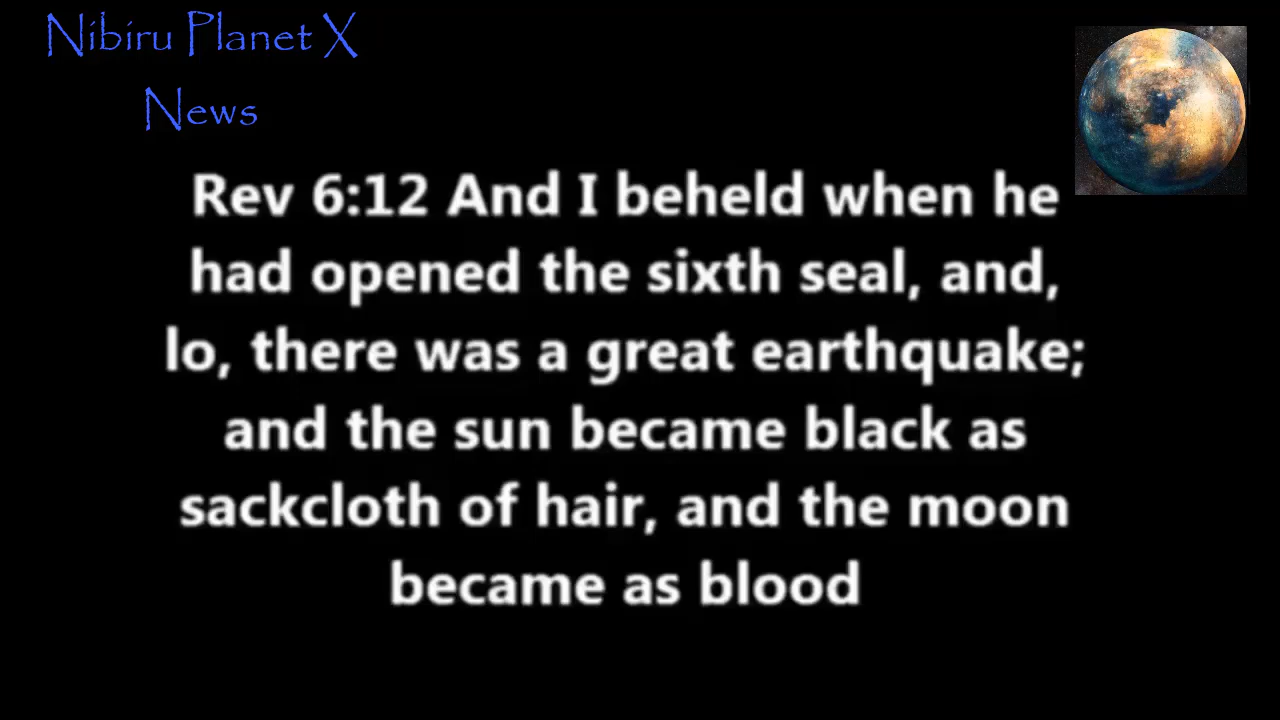 Nibiru Planet X
News
Rev 6:12 And I beheld when he
had opened the sixth seal, and,
lo, there was a great earthquake;
and the sun became black as
sackcloth of hair, and the moon
became as blood